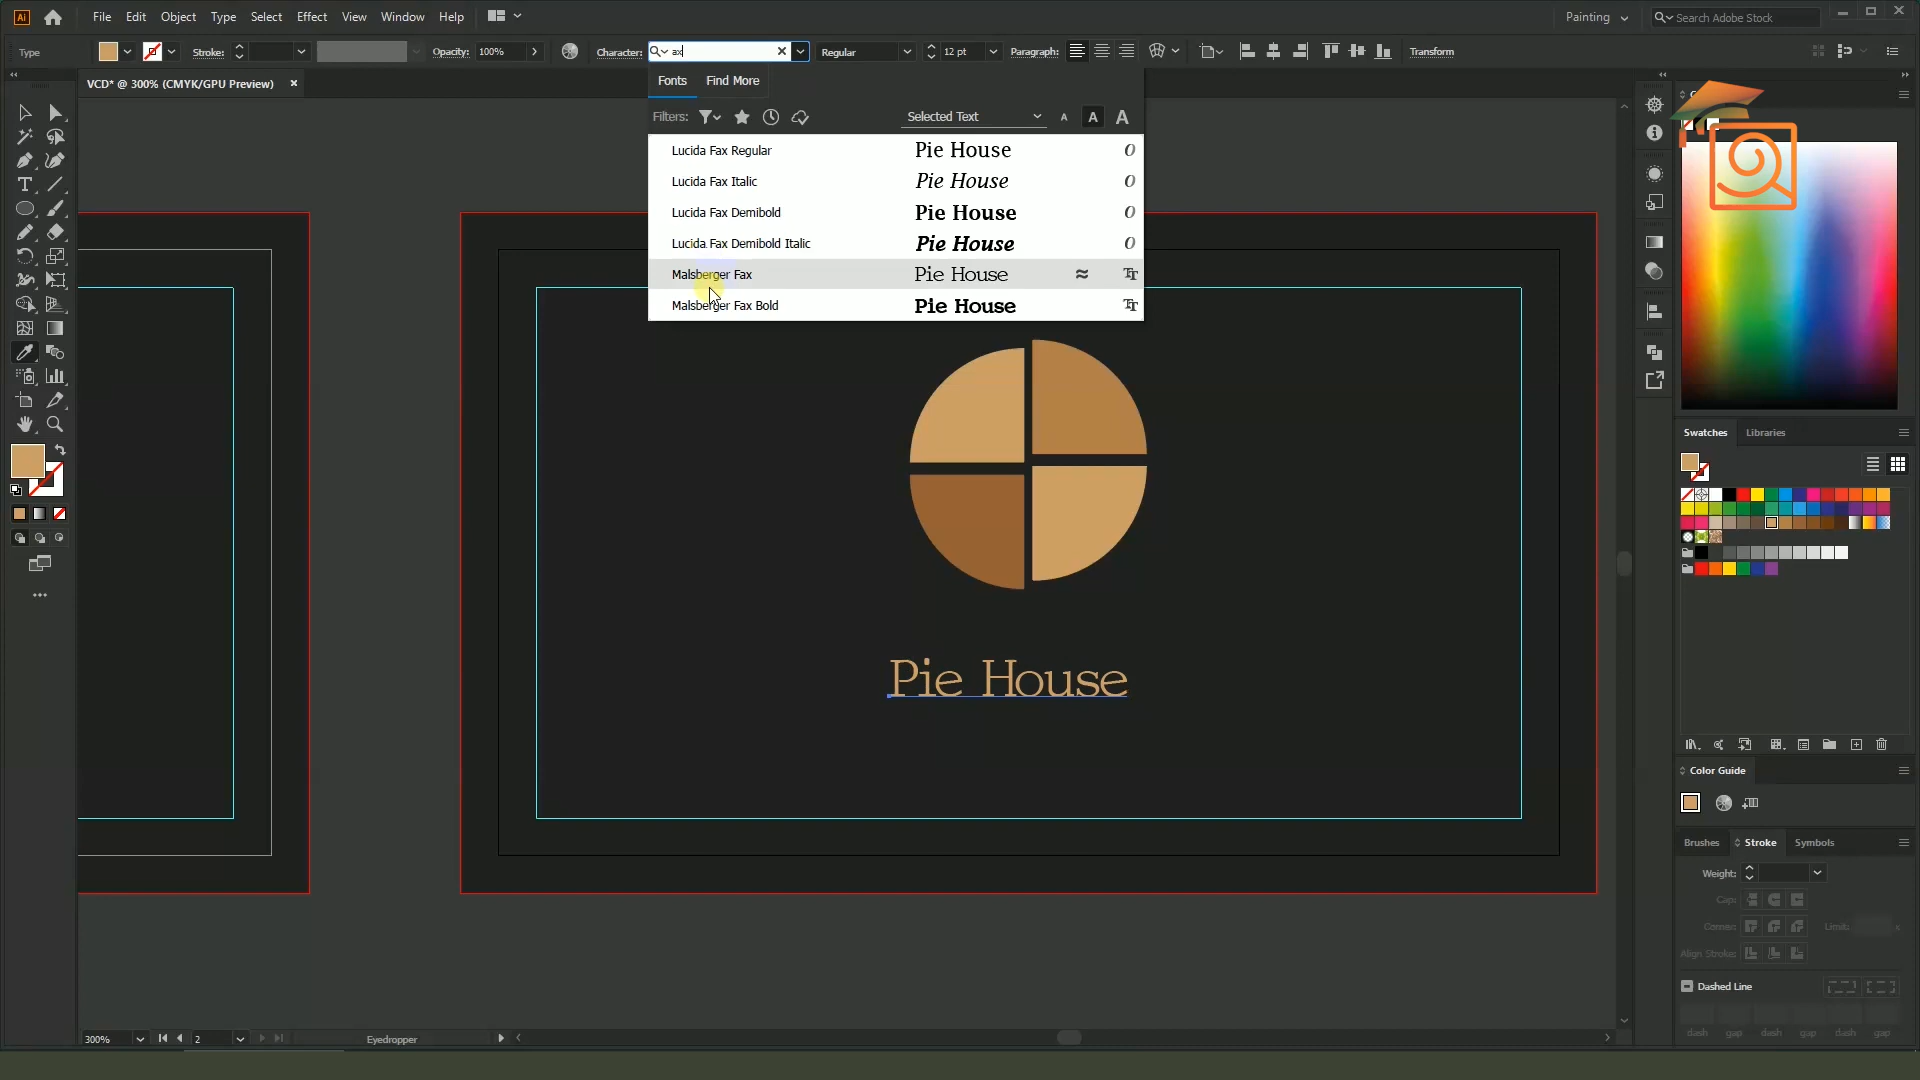 Ai File Edit Object Type Select Effect View Window Help Painting Search Adobe Stock
Type Stroke: Opacity: 100% Character: ax Regular 12 pt Paragraph: Transform
VCD* @ 300% (CMYK/GPU Preview)
Fonts Find More
Filters: Selected Text A A A
Lucida Fax Regular Pie House
Lucida Fax Italic Pie House
Lucida Fax Demibold Pie House
Lucida Fax Demibold Italic Pie House
Malsberger Fax Pie House
Malsberger Fax Bold Pie House
Pie House
Swatches Libraries
Color Guide
Brushes Stroke Symbols
Weight:
Cap:
Corner: Limit:
Align Stroke:
Dashed Line
dash gap dash gap dash gap
300% 2 Eyedropper